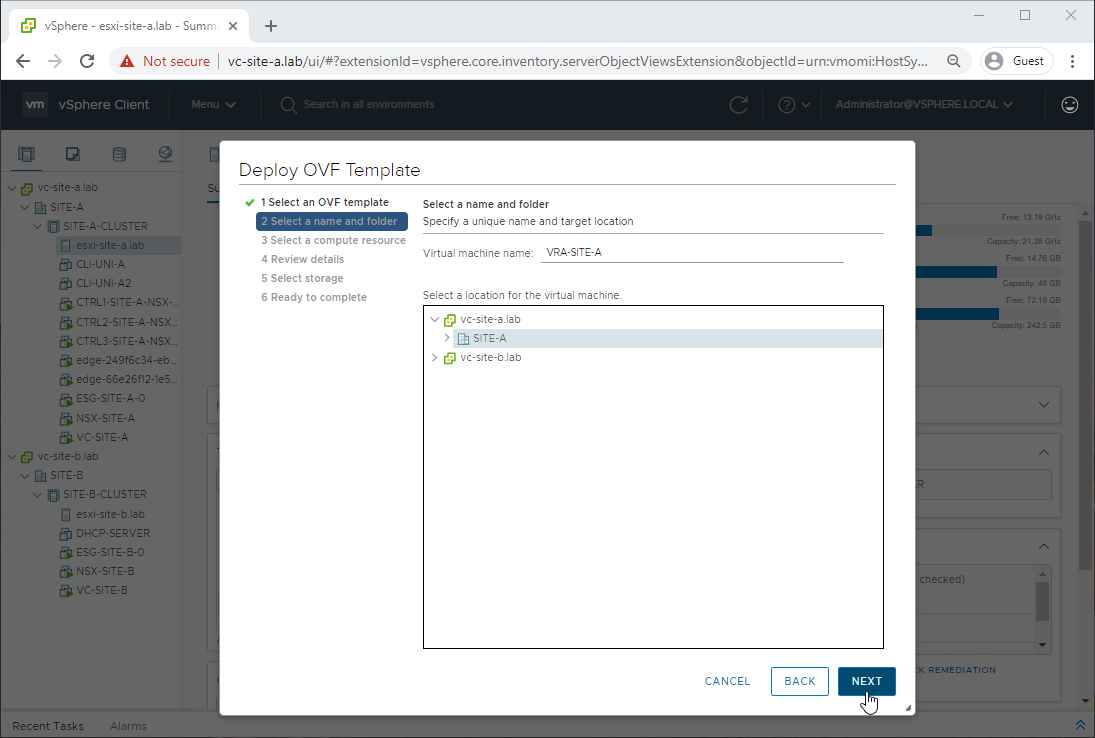 vSphere - esxi-site-a.lab - Summ
Not secure
vc-site-a.lab/ui/#?extensionId=vsphere.core.inventory.serverObjectViewsExtension&objectId=urn:vmomi:HostSy...
Guest
vm
vSphere Client
Menu
Search in all environments
Administrator@VSPHERE.LOCAL
vc-site-a.lab
SITE-A
SITE-A-CLUSTER
esxi-site-a.lab
CLI-UNI-A
CLI-UNI-A2
CTRL1-SITE-A-NSX-...
CTRL2-SITE-A-NSX...
CTRL3-SITE-A-NSX...
edge-249f6c34-eb...
edge-66e26f12-1e5...
ESG-SITE-A-0
NSX-SITE-A
VC-SITE-A
vc-site-b.lab
SITE-B
SITE-B-CLUSTER
esxi-site-b.lab
DHCP-SERVER
ESG-SITE-B-0
NSX-SITE-B
VC-SITE-B
Su
Deploy OVF Template
1 Select an OVF template
2 Select a name and folder
3 Select a compute resource
4 Review details
5 Select storage
6 Ready to complete
Select a name and folder
Specify a unique name and target location
Virtual machine name: VRA-SITE-A
Select a location for the virtual machine.
vc-site-a.lab
SITE-A
vc-site-b.lab
CANCEL
BACK
NEXT
Free: 13.19 GHz
Capacity: 21.28 GHz
Free: 14.76 GB
Capacity: 48 GB
Free: 72.18 GB
Capacity: 242.5 GB
ER
checked)
CK REMEDIATION
Recent Tasks
Alarms